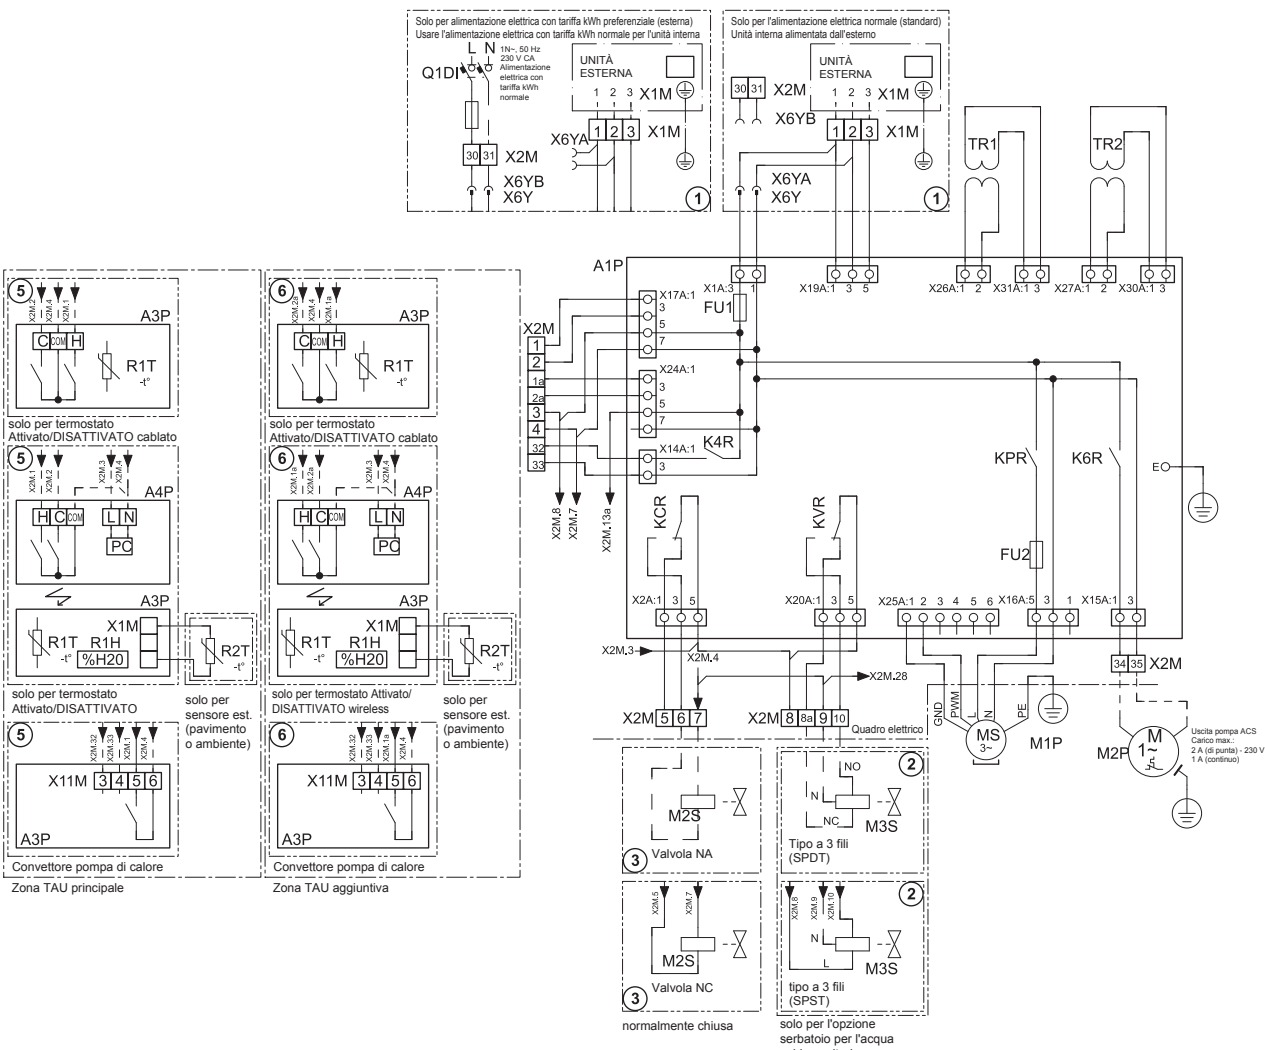 Solo per alimentazione elettrica con tariffa kWh preferenziale (esterna)
Usare l'alimentazione elettrica con tariffa kWh normale per l'unità interna
L N
1N~, 50 Hz
230 V CA
Alimentazione
elettrica con
tariffa kWh
normale
Q1DI
UNITÀ
ESTERNA
1 2 3 X1M
X6YA
1 2 3 X1M
30 31 X2M
X6YB
X6Y
1
Solo per l'alimentazione elettrica normale (standard)
Unità interna alimentata dall'esterno
UNITÀ
ESTERNA
30 31 X2M
X6YB
1 2 3 X1M
1 2 3 X1M
X6YA
X6Y
1
TR1
TR2
A1P
X1A:3 1
X19A:1 3 5
X26A:1 2
X31A:1 3
X27A:1 2
X30A:1 3
FU1
X17A:1
3
5
7
X24A:1
3
5
7
X14A:1
3
K4R
X2M
1
2
1a
2a
3
4
32
33
X2M.8
X2M.7
X2M.13a
KCR
KVR
KPR
K6R
FU2
E
X2A:1 3 5
X20A:1 3 5
X25A:1 2 3 4 5 6
X16A:5 3 1
X15A:1 3
X2M.3
X2M.4
X2M.28
34 35 X2M
X2M 5 6 7
X2M 8 8a 9 10
Quadro elettrico
GND
PWM
L
N
PE
MS
3~
M1P
M2P
M
1~
Uscita pompa ACS
Carico max.:
2 A (di punta) - 230 V
1 A (continuo)
M2S
3
Valvola NA
NO
N
NC
M3S
2
Tipo a 3 fili
(SPDT)
X2M.5
X2M.7
M2S
3
Valvola NC
normalmente chiusa
X2M.8
X2M.9
X2M.10
2
N
L
M3S
tipo a 3 fili
(SPST)
solo per l'opzione
serbatoio per l'acqua
5
X2M.2
X2M.4
X2M.1
A3P
C COM H
R1T
-t°
solo per termostato
Attivato/DISATTIVATO cablato
5
X2M.1
X2M.2
X2M.3
X2M.4
A4P
H C COM L N
PC
A3P
X1M
R1T
-t°
R1H
%H20
R2T
-t°
solo per termostato
Attivato/DISATTIVATO
solo per
sensore est.
(pavimento
o ambiente)
5
X2M.32
X2M.33
X2M.1
X2M.4
X11M 3 4 5 6
A3P
Convettore pompa di calore
Zona TAU principale
6
X2M.2a
X2M.4
X2M.1a
A3P
C COM H
R1T
-t°
solo per termostato
Attivato/DISATTIVATO cablato
6
X2M.1a
X2M.2a
X2M.3
X2M.4
A4P
H C COM L N
PC
A3P
X1M
R1T
-t°
R1H
%H20
R2T
-t°
solo per termostato Attivato/
DISATTIVATO wireless
solo per
sensore est.
(pavimento
o ambiente)
6
X2M.32
X2M.33
X2M.1a
X2M.4
X11M 3 4 5 6
A3P
Convettore pompa di calore
Zona TAU aggiuntiva